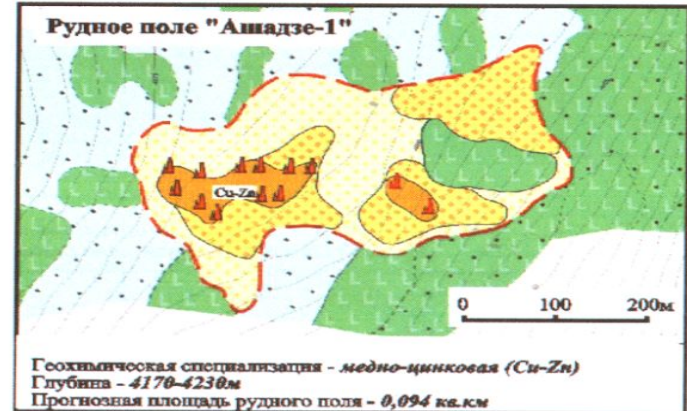 Рудное поле "Ашадзе-1"
Cu-Zn
0 100 200м
Геохимическая специализация - медно-цинковая (Cu-Zn)
Глубина - 4170-4230м
Прогнозная площадь рудного поля - 0,094 кв.км